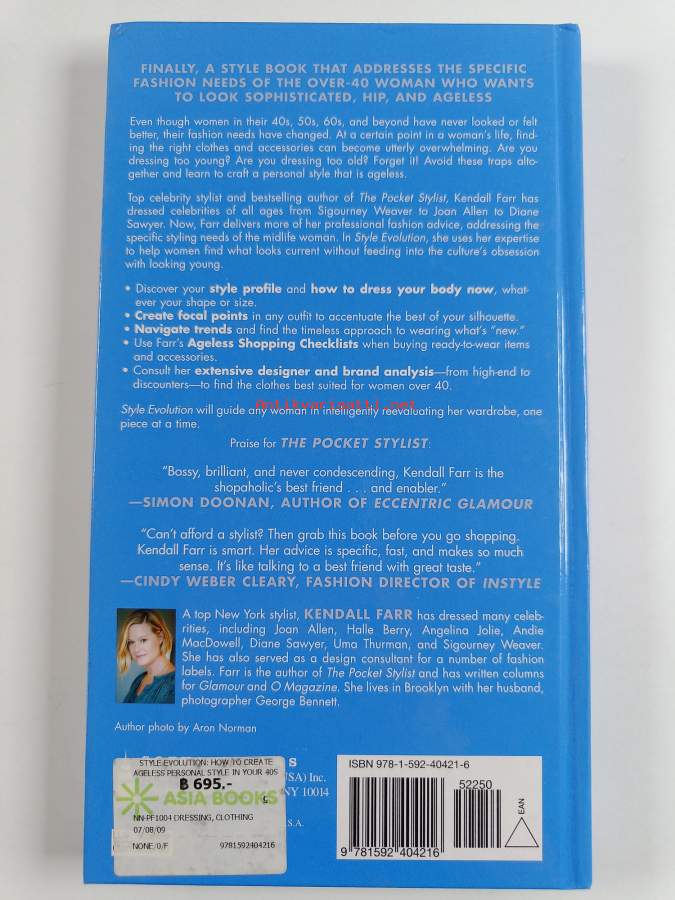 FINALLY, A STYLE BOOK THAT ADDRESSES THE SPECIFIC
FASHION NEEDS OF THE OVER-40 WOMAN WHO WANTS
TO LOOK SOPHISTICATED, HIP, AND AGELESS
Even though women in their 40s, 50s, 60s, and beyond have never looked or felt
better, their fashion needs have changed. At a certain point in a woman's life, find-
ing the right clothes and accessories can become utterly overwhelming. Are you
dressing too young? Are you dressing too old? Forget it! Avoid these traps alto-
gether and learn to craft a personal style that is ageless.
Top celebrity stylist and bestselling author of The Pocket Stylist, Kendall Farr has
dressed celebrities of all ages from Sigourney Weaver to Joan Allen to Diane
Sawyer. Now, Farr delivers more of her professional fashion advice, addressing the
specific styling needs of the midlife woman. In Style Evolution, she uses her expertise
to help women find what looks current without feeding into the culture's obsession
with looking young.
• Discover your style profile and how to dress your body now, what-
ever your shape or size.
• Create focal points in any outfit to accentuate the best of your silhouette.
• Navigate trends and find the timeless approach to wearing what's "new."
• Use Farr's Ageless Shopping Checklists when buying ready-to-wear items
and accessories.
• Consult her extensive designer and brand analysis—from high-end to
discounters—to find the clothes best suited for women over 40.
Antikvariaatti.net
Style Evolution will guide any woman in intelligently reevaluating her wardrobe, one
piece at a time.
Praise for THE POCKET STYLIST:
"Bossy, brilliant, and never condescending, Kendall Farr is the
shopaholic's best friend . . . and enabler."
—SIMON DOONAN, AUTHOR OF ECCENTRIC GLAMOUR
"Can't afford a stylist? Then grab this book before you go shopping.
Kendall Farr is smart. Her advice is specific, fast, and makes so much
sense. It's like talking to a best friend with great taste."
—CINDY WEBER CLEARY, FASHION DIRECTOR OF INSTYLE
A top New York stylist, KENDALL FARR has dressed many celeb-
rities, including Joan Allen, Halle Berry, Angelina Jolie, Andie
MacDowell, Diane Sawyer, Uma Thurman, and Sigourney Weaver.
She has also served as a design consultant for a number of fashion
labels. Farr is the author of The Pocket Stylist and has written columns
for Glamour and O Magazine. She lives in Brooklyn with her husband,
photographer George Bennett.
Author photo by Aron Norman
STYLE EVOLUTION: HOW TO CREATE
AGELESS PERSONAL STYLE IN YOUR 40S
฿ 695.-
ASIA BOOKS
NN-PF1004 DRESSING, CLOTHING
07/08/09
NONE/0/F 9781592404216
S
(USA) Inc.
NY 10014
.S.A.
ISBN 978-1-592-40421-6
52250
EAN
9 781592 404216